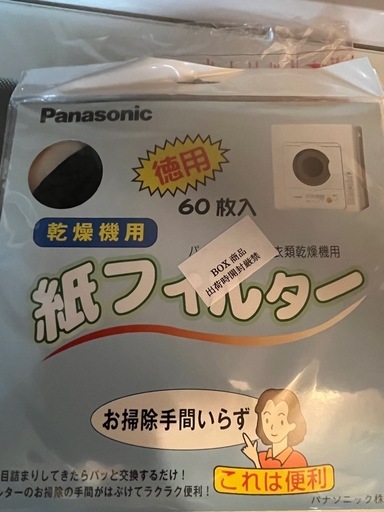 Panasonic
徳用
60枚入
乾燥機用
衣類乾燥機用
BOX商品
出荷時開封厳禁
紙フィルター
お掃除手間いらず
目詰まりしてきたらパッと交換するだけ!
ルターのお掃除の手間がはぶけてラクラク便利!
これは便利
パナソニック株